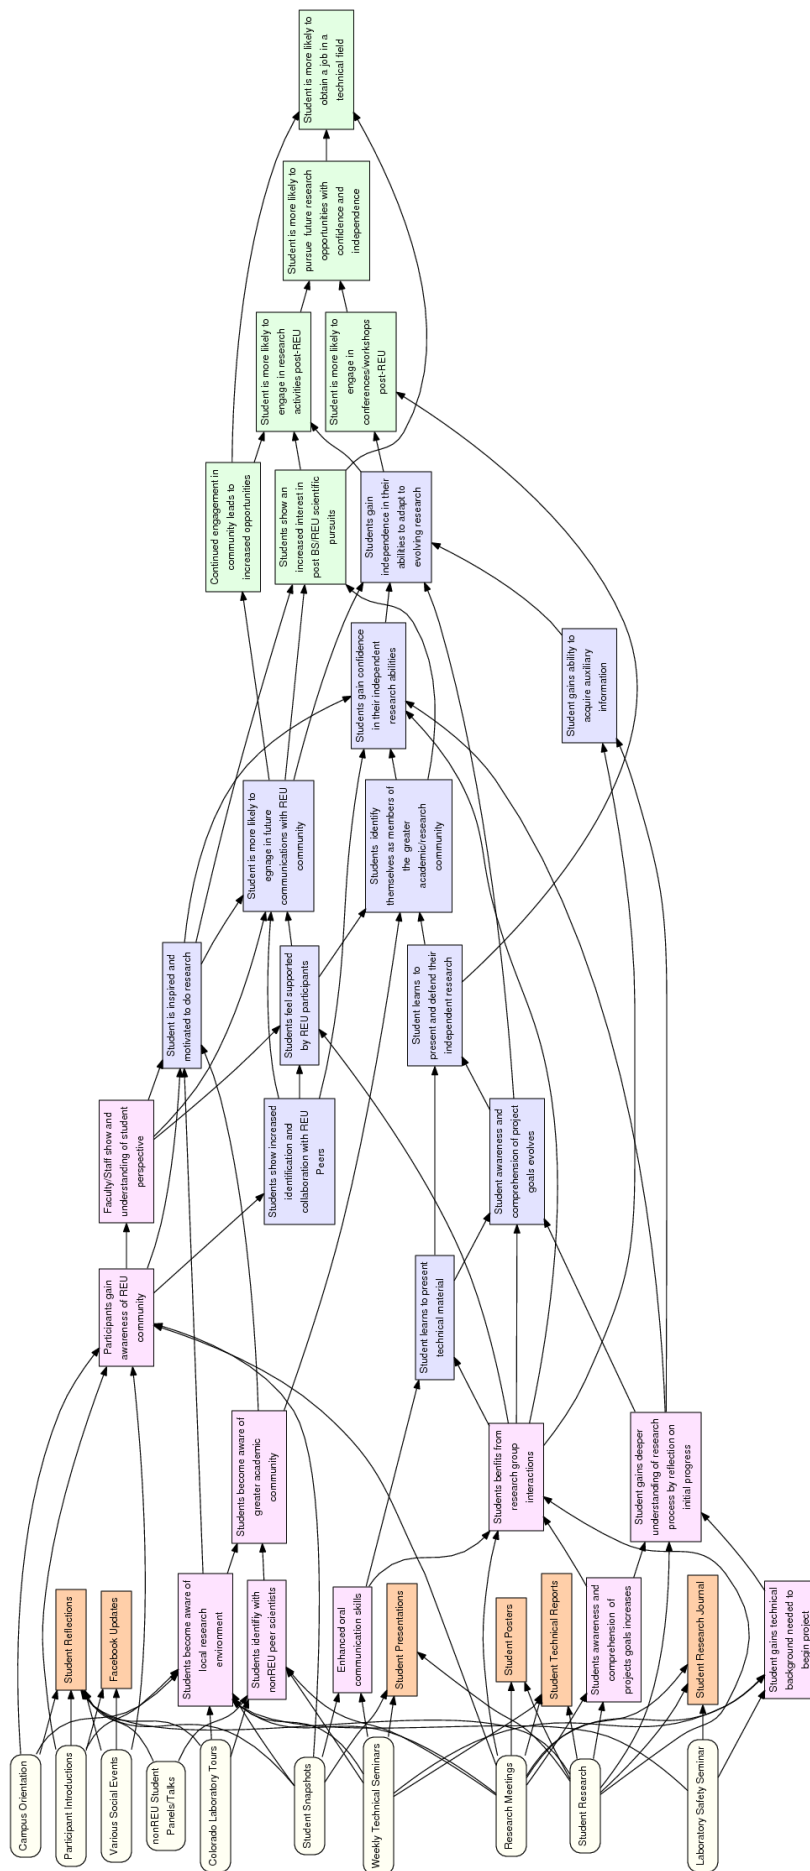 Student is more likely to
obtain a job in a
technical field
Student is more likely to
pursue future research
opportunities with
confidence and
independence
Student is more likely to
engage in research
activities post-REU
Student is more likely to
engage in
conferences/workshops
post-REU
Continued engagement in
community leads to
increased opportunities
Students show an
increased interest in
post BS/REU scientific
pursuits
Students gain
independence in their
abilities to adapt to
evolving research
Students gain confidence
in their independent
research abilities
Student gains ability to
acquire auxiliary
information
Student is more likely to
egnage in future
communications with REU
community
Students identify
themselves as members of
the greater
academic/research
community
Student is inspired and
motivated to do research
Students feel supported
by REU participants
Student learns to
present and defend their
independent research
Faculty/Staff show and
understanding of student
perspective
Students show increased
identification and
collaboration with REU
Peers
Student awareness and
comprehension of project
goals evolves
Participants gain
awareness of REU
community
Student learns to present
technical material
Students become aware of
greater academic
community
Students benfits from
research group
interactions
Student gains deeper
understanding of research
process by reflection on
initial progress
Student Reflections
Facebook Updates
Students become aware of
local research
environment
Students identifiy with
nonREU peer scientists
Enhanced oral
communication skills
Student Presentations
Student Posters
Student Technical Reports
Students awareness and
comprehension of
projects goals increases
Student Research Journal
Student gains technical
background needed to
begin project
Campus Orientation
Participant Introductions
Various Social Events
nonREU Student
Panels/Talks
Colorado Laboratory Tours
Student Snapshots
Weekly Technical Seminars
Research Meetings
Student Research
Laboratory Safety Seminar